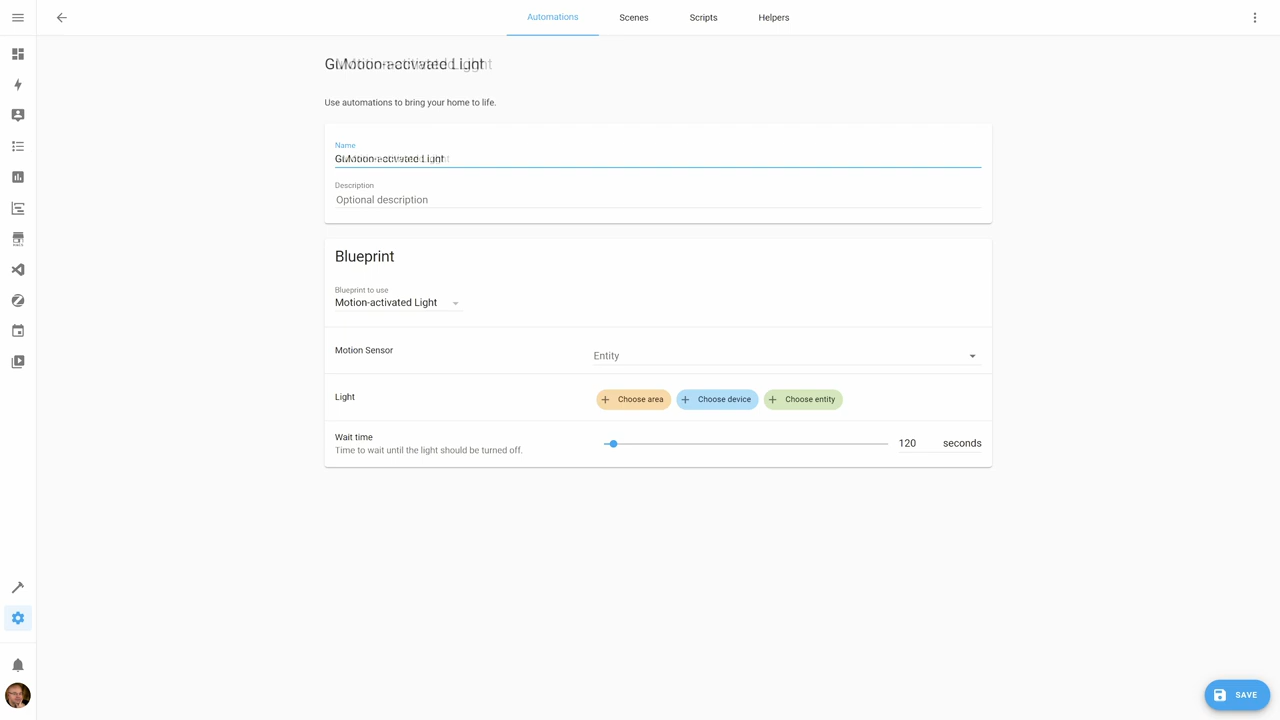 Automations
Scenes
Scripts
Helpers
Use automations to bring your home to life.
Name
Description
Optional description
Blueprint
Blueprint to use
Motion-activated Light
Motion Sensor
Entity
Light
Choose area
Choose device
Choose entity
Wait time
Time to wait until the light should be turned off.
120 seconds
SAVE